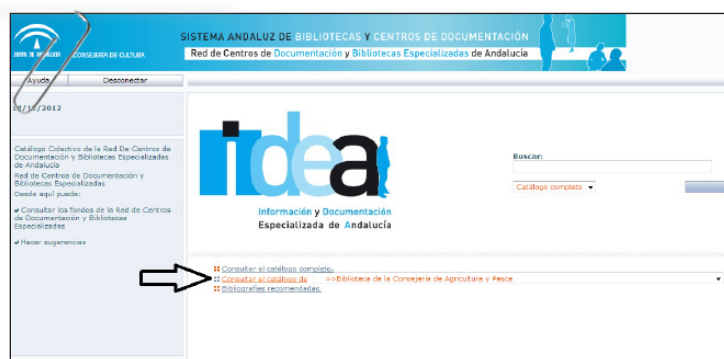 SISTEMA ANDALUZ DE BIBLIOTECAS Y CENTROS DE DOCUMENTACIÓN
Red de Centros de Documentación y Bibliotecas Especializadas de Andalucía
JUNTA DE ANDALUCIA CONSEJERÍA DE CULTURA
Ayuda Desconectar
/2012
Catálogo Colectivo de la Red De Centros de
Documentación y Bibliotecas Especializadas
de Andalucía
Red de Centros de Documentación y
Bibliotecas Especializadas
Desde aquí puede:
Consultar los fondos de la Red de Centros
de Documentación y Bibliotecas
Especializadas
Hacer sugerencias
idea
Información y Documentación
Especializada de Andalucía
Buscar:
Catálogo completo
Consultar el catálogo completo.
Consultar el catálogo de >>Biblioteca de la Consejería de Agricultura y Pesca
Bibliografías recomendadas.